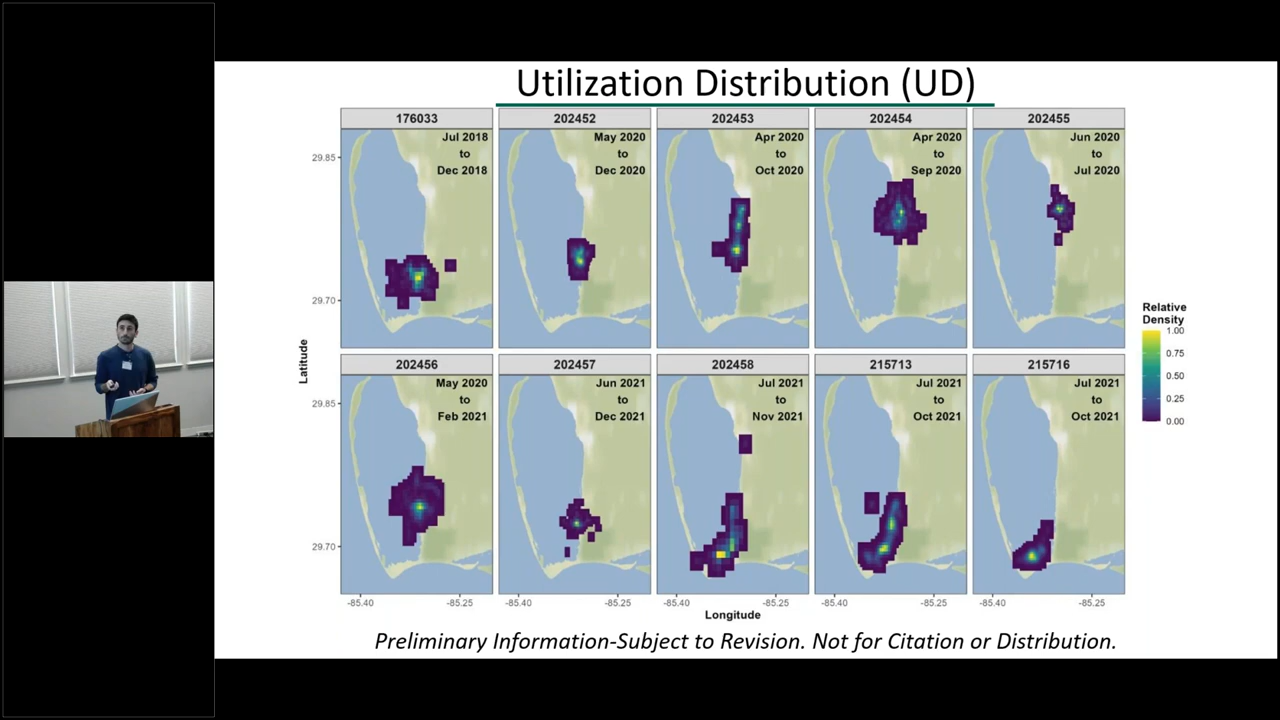 Utilization Distribution (UD)
176033
202452
202453
202454
202455
Jul 2018
to
Dec 2018
May 2020
to
Dec 2020
Apr 2020
to
Oct 2020
Apr 2020
to
Sep 2020
Jun 2020
to
Jul 2020
29.85
29.70
202456
202457
202458
215713
215716
May 2020
to
Feb 2021
Jun 2021
to
Dec 2021
Jul 2021
to
Nov 2021
Jul 2021
to
Oct 2021
Jul 2021
to
Oct 2021
29.85
29.70
Latitude
-85.40
-85.25
-85.40
-85.25
-85.40
-85.25
-85.40
-85.25
-85.40
-85.25
Longitude
Relative
Density
1.00
0.75
0.50
0.25
0.00
Preliminary Information-Subject to Revision. Not for Citation or Distribution.